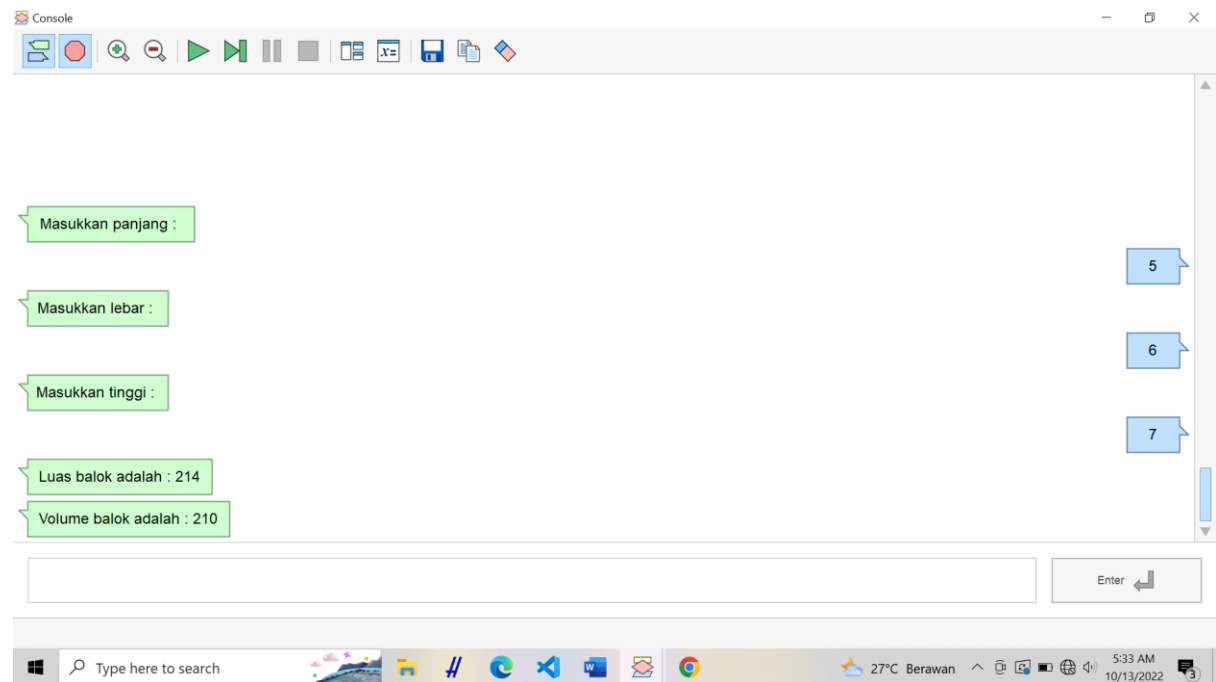 Console
x=
Masukkan panjang :
5
Masukkan lebar :
6
Masukkan tinggi :
7
Luas balok adalah : 214
Volume balok adalah : 210
Enter
Type here to search
27°C Berawan
5:33 AM
10/13/2022
3